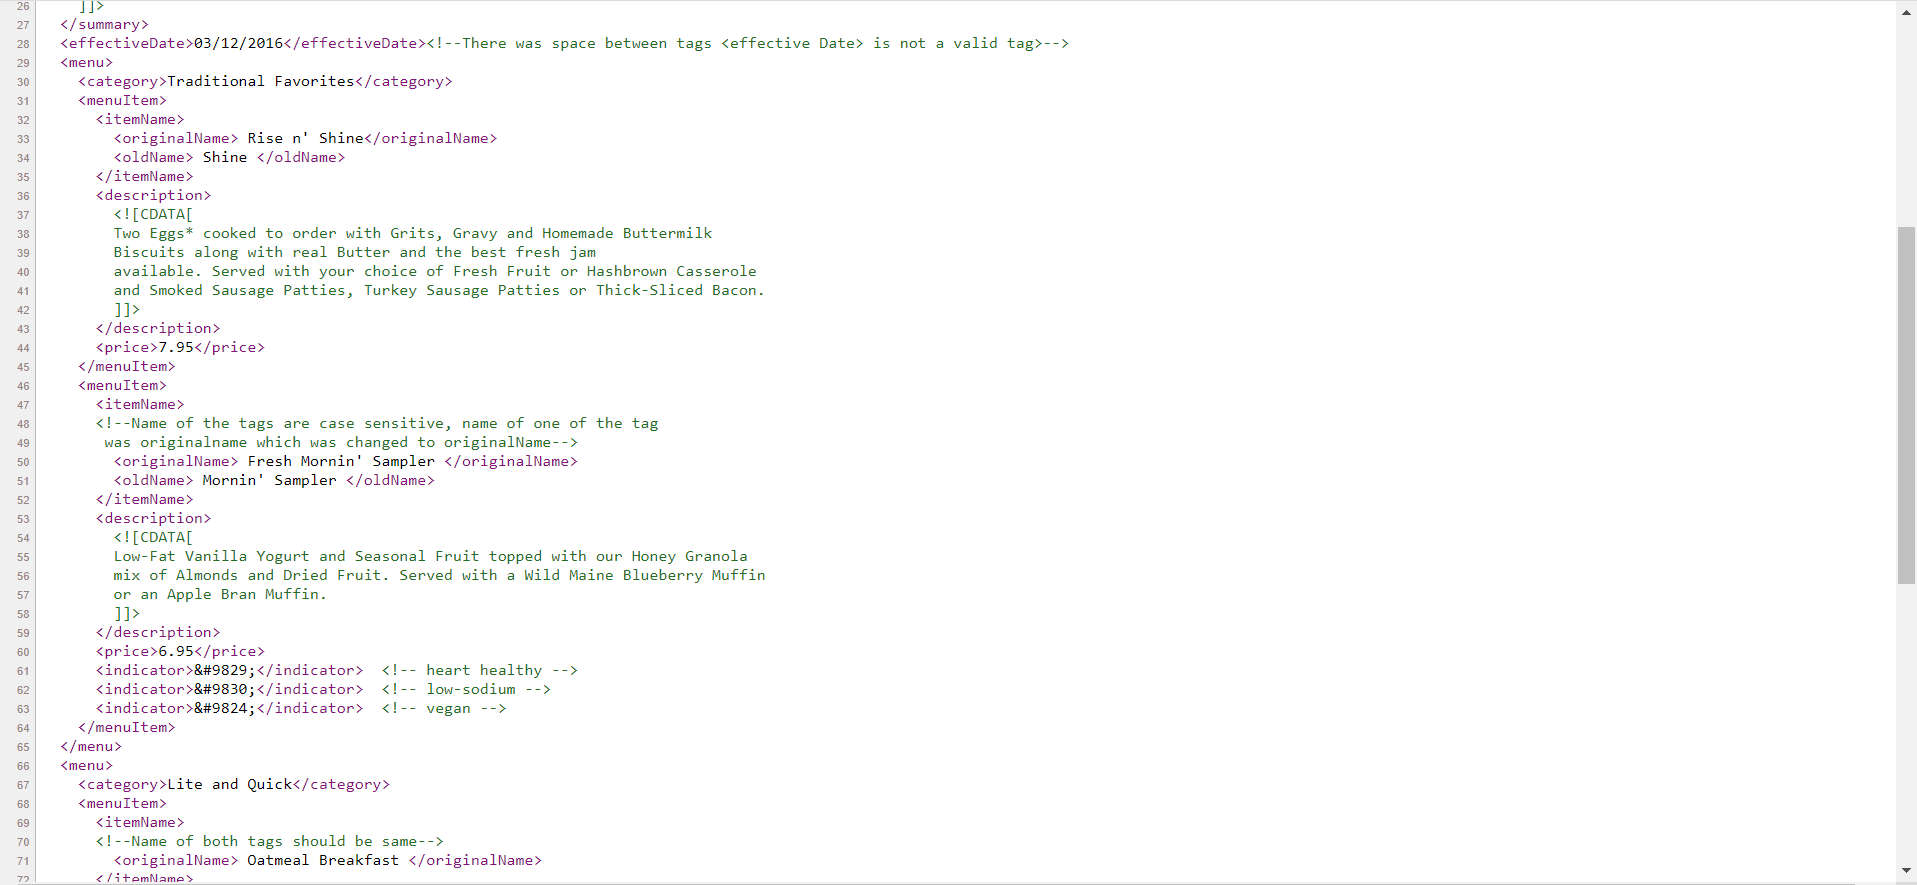 26 ]]>
27 </summary>
28 <effectiveDate>03/12/2016</effectiveDate><!--There was space between tags <effective Date> is not a valid tag>-->
29 <menu>
30 <category>Traditional Favorites</category>
31 <menuItem>
32 <itemName>
33 <originalName> Rise n' Shine</originalName>
34 <oldName> Shine </oldName>
35 </itemName>
36 <description>
37 <![CDATA[
38 Two Eggs* cooked to order with Grits, Gravy and Homemade Buttermilk
39 Biscuits along with real Butter and the best fresh jam
40 available. Served with your choice of Fresh Fruit or Hashbrown Casserole
41 and Smoked Sausage Patties, Turkey Sausage Patties or Thick-Sliced Bacon.
42 ]]>
43 </description>
44 <price>7.95</price>
45 </menuItem>
46 <menuItem>
47 <itemName>
48 <!--Name of the tags are case sensitive, name of one of the tag
49 was originalname which was changed to originalName-->
50 <originalName> Fresh Mornin' Sampler </originalName>
51 <oldName> Mornin' Sampler </oldName>
52 </itemName>
53 <description>
54 <![CDATA[
55 Low-Fat Vanilla Yogurt and Seasonal Fruit topped with our Honey Granola
56 mix of Almonds and Dried Fruit. Served with a Wild Maine Blueberry Muffin
57 or an Apple Bran Muffin.
58 ]]>
59 </description>
60 <price>6.95</price>
61 <indicator>&#9829;</indicator> <!-- heart healthy -->
62 <indicator>&#9830;</indicator> <!-- low-sodium -->
63 <indicator>&#9824;</indicator> <!-- vegan -->
64 </menuItem>
65 </menu>
66 <menu>
67 <category>Lite and Quick</category>
68 <menuItem>
69 <itemName>
70 <!--Name of both tags should be same-->
71 <originalName> Oatmeal Breakfast </originalName>
72 </itemName>